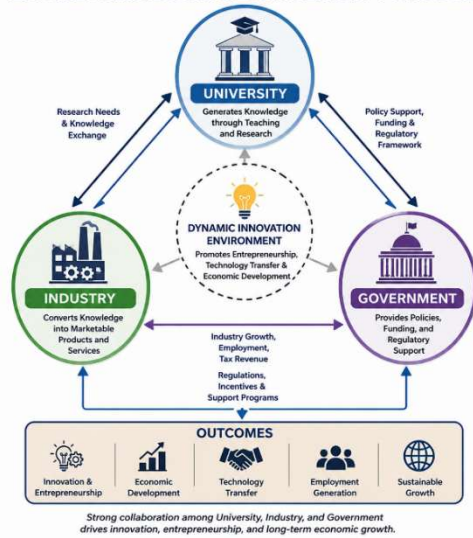 UNIVERSITY
Generates Knowledge
through Teaching
and Research
Research Needs
& Knowledge
Exchange
Policy Support,
Funding &
Regulatory
Framework
DYNAMIC INNOVATION
ENVIRONMENT
Promotes Entrepreneurship,
Technology Transfer &
Economic Development
INDUSTRY
Converts Knowledge
into Marketable
Products and
Services
GOVERNMENT
Provides Policies,
Funding, and
Regulatory
Support
Industry Growth,
Employment,
Tax Revenue
Regulations,
Incentives &
Support Programs
OUTCOMES
Innovation &
Entrepreneurship
Economic
Development
Technology
Transfer
Employment
Generation
Sustainable
Growth
Strong collaboration among University, Industry, and Government
drives innovation, entrepreneurship, and long-term economic growth.